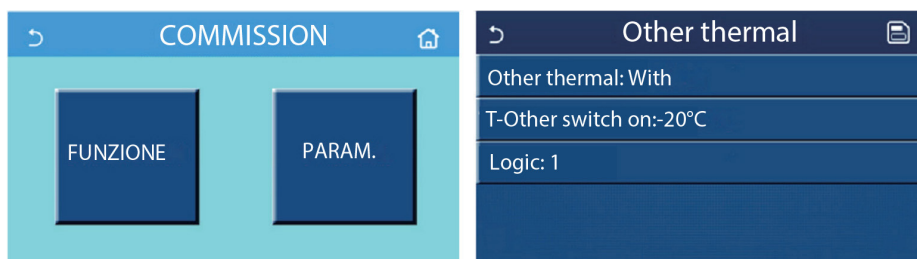 COMMISSION
FUNZIONE
PARAM.
Other thermal
Other thermal: With
T-Other switch on:-20°C
Logic: 1